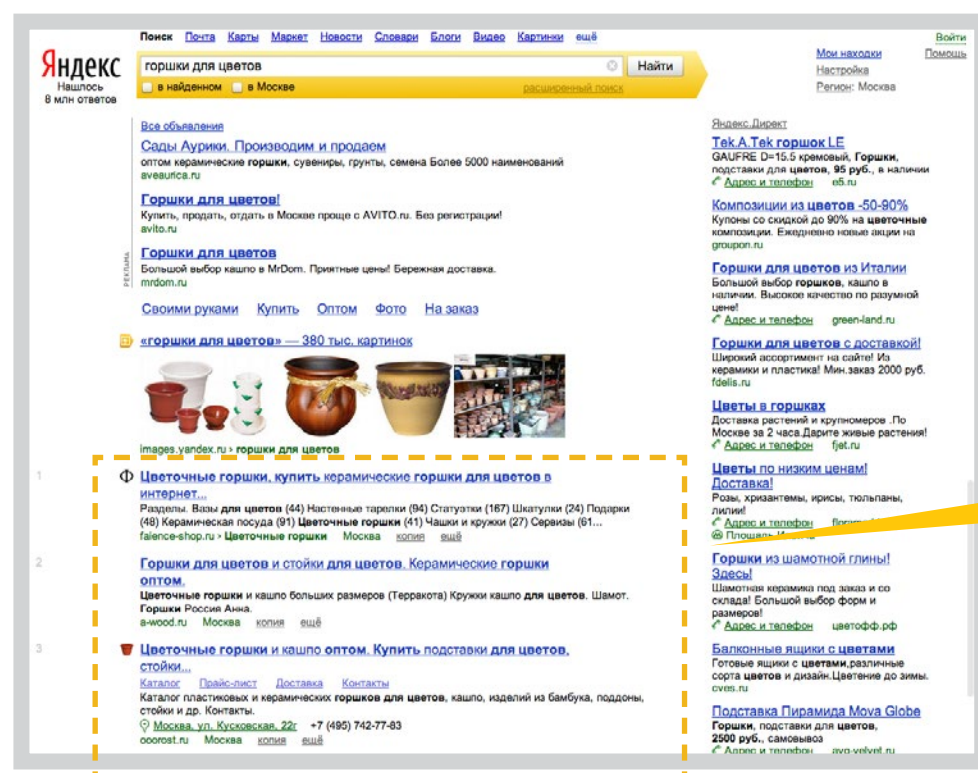 Поиск Почта Карты Маркет Новости Словари Блоги Видео Картинки ещё
Войти
Яндекс
Нашлось
8 млн ответов
горшки для цветов
Найти
в найденном в Москве расширенный поиск
Мои находки
Помощь
Настройка
Регион: Москва
Все объявления
Сады Аурики. Производим и продаем
оптом керамические горшки, сувениры, грунты, семена Более 5000 наименований
aveaurica.ru
Горшки для цветов!
Купить, продать, отдать в Москве проще с AVITO.ru. Без регистрации!
avito.ru
Горшки для цветов
Большой выбор кашпо в MrDom. Приятные цены! Бережная доставка.
mrdom.ru
РЕКЛАМА
Своими руками Купить Оптом Фото На заказ
«горшки для цветов» — 380 тыс. картинок
images.yandex.ru › горшки для цветов
1
Ф Цветочные горшки, купить керамические горшки для цветов в
интернет...
Разделы. Вазы для цветов (44) Настенные тарелки (94) Статуэтки (167) Шкатулки (24) Подарки
(48) Керамическая посуда (91) Цветочные горшки (41) Чашки и кружки (27) Сервизы (61...
faience-shop.ru › Цветочные горшки Москва копия ещё
2
Горшки для цветов и стойки для цветов. Керамические горшки
оптом.
Цветочные горшки и кашпо больших размеров (Терракота) Кружки кашпо для цветов. Шамот.
Горшки Россия Анна.
a-wood.ru Москва копия ещё
3
Цветочные горшки и кашпо оптом. Купить подставки для цветов,
стойки...
Каталог Прайс-лист Доставка Контакты
Каталог пластиковых и керамических горшков для цветов, кашпо, изделий из бамбука, поддоны,
стойки и др. Контакты.
Москва, ул. Кусковская, 22г +7 (495) 742-77-83
ooorost.ru Москва копия ещё
Яндекс.Директ
Tek.A.Tek горшок LE
GAUFRE D=15.5 кремовый, Горшки,
подставки для цветов, 95 руб., в наличии
Адрес и телефон e5.ru
Композиции из цветов -50-90%
Купоны со скидкой до 90% на цветочные
композиции. Ежедневно новые акции на
groupon.ru
Горшки для цветов из Италии
Большой выбор горшков, кашпо в
наличии. Высокое качество по разумной
цене!
Адрес и телефон green-land.ru
Горшки для цветов с доставкой!
Широкий ассортимент на сайте! Из
керамики и пластика! Мин.заказ 2000 руб.
fdelis.ru
Цветы в горшках
Доставка растений и крупномеров .По
Москве за 2 часа.Дарите живые растения!
Адрес и телефон fjet.ru
Цветы по низким ценам!
Доставка!
Розы, хризантемы, ирисы, тюльпаны,
лилии!
Адрес и телефон
Горшки из шамотной глины!
Здесь!
Шамотная керамика под заказ и со
склада! Большой выбор форм и
размеров!
Адрес и телефон цветофф.рф
Балконные ящики с цветами
Готовые ящики с цветами,различные
сорта цветов и дизайн.Цветение до зимы.
cves.ru
Подставка Пирамида Mova Globe
Горшки, подставки для цветов,
2500 руб., самовывоз
Адрес и телефон avo-velvet.ru